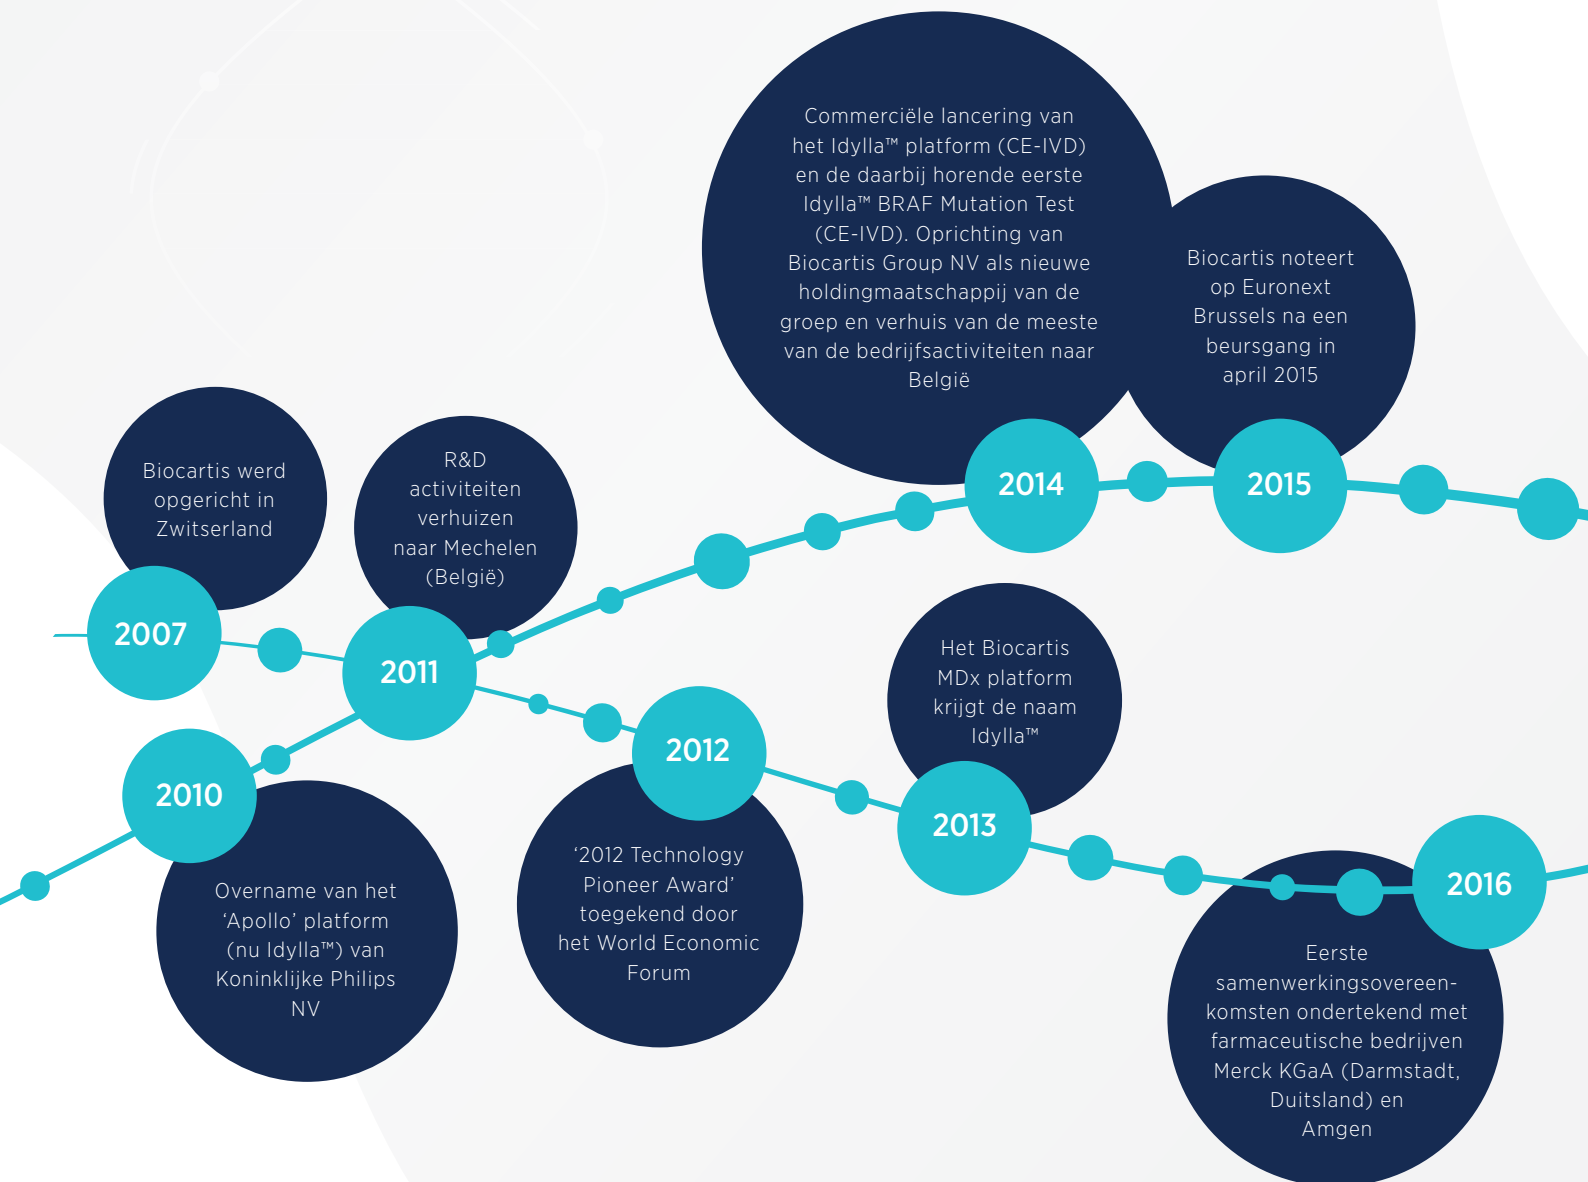 Biocartis werd
opgericht in
Zwitserland
2007
2010
Overname van het
‘Apollo’ platform
(nu Idylla™) van
Koninklijke Philips
NV
R&D
activiteiten
verhuizen
naar Mechelen
(België)
2011
2012
‘2012 Technology
Pioneer Award’
toegekend door
het World Economic
Forum
Het Biocartis
MDx platform
krijgt de naam
Idylla™
2013
Commerciële lancering van
het Idylla™ platform (CE-IVD)
en de daarbij horende eerste
Idylla™ BRAF Mutation Test
(CE-IVD). Oprichting van
Biocartis Group NV als nieuwe
holdingmaatschappij van de
groep en verhuis van de meeste
van de bedrijfsactiviteiten naar
België
2014
Biocartis noteert
op Euronext
Brussels na een
beursgang in
april 2015
2015
2016
Eerste
samenwerkingsovereen-
komsten ondertekend met
farmaceutische bedrijven
Merck KGaA (Darmstadt,
Duitsland) en
Amgen